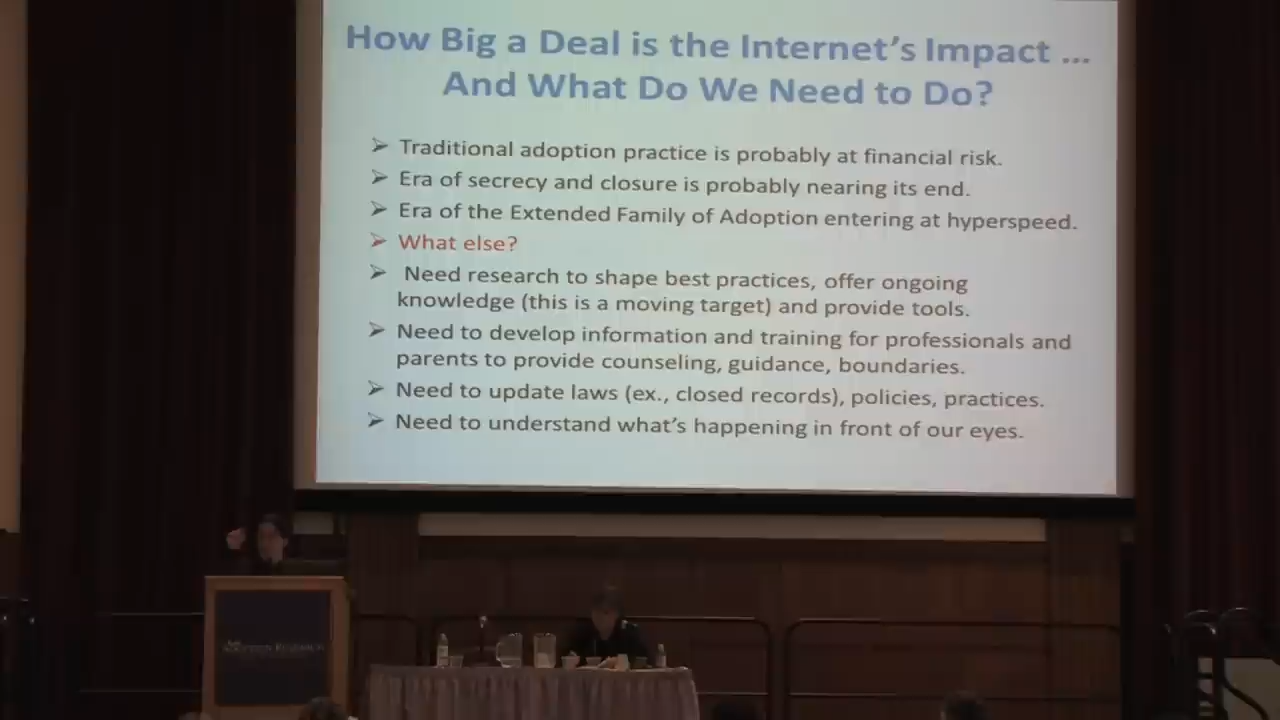 How Big a Deal is the Internet's Impact ...
And What Do We Need to Do?
➢ Traditional adoption practice is probably at financial risk.
➢ Era of secrecy and closure is probably nearing its end.
➢ Era of the Extended Family of Adoption entering at hyperspeed.
➢ What else?
➢ Need research to shape best practices, offer ongoing
knowledge (this is a moving target) and provide tools.
➢ Need to develop information and training for professionals and
parents to provide counseling, guidance, boundaries.
➢ Need to update laws (ex., closed records), policies, practices.
➢ Need to understand what's happening in front of our eyes.